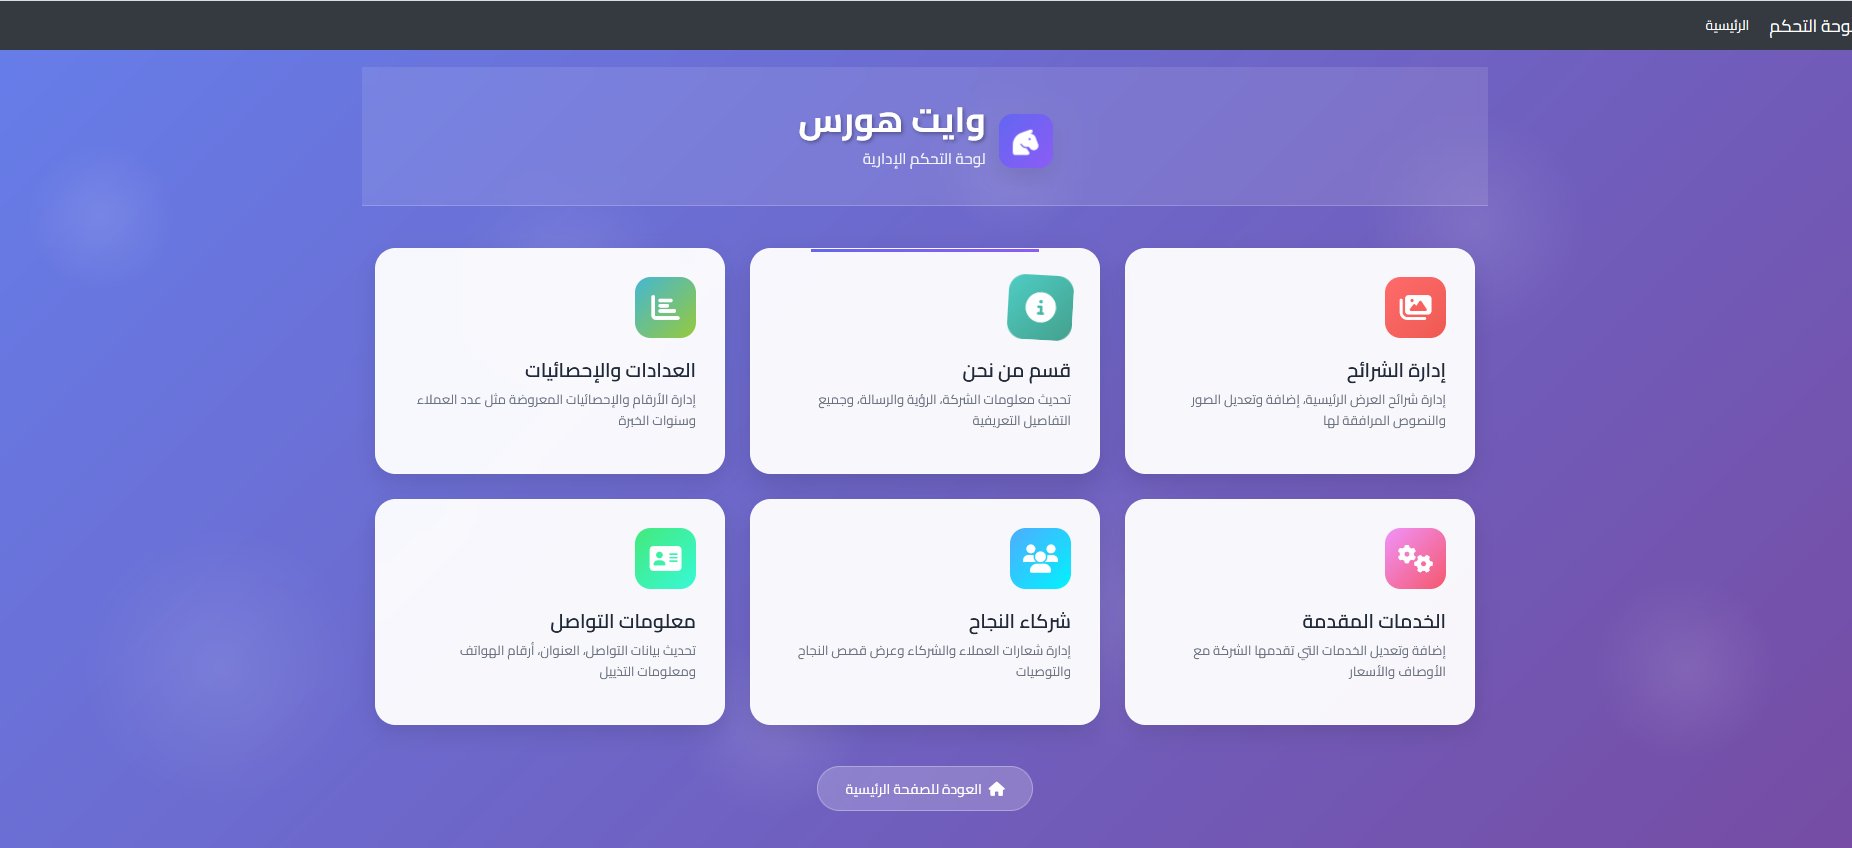 وحة التحكم
الرئيسية
وايت هورس
لوحة التحكم الإدارية
إدارة الشرائح
إدارة شرائح العرض الرئيسية، إضافة وتعديل الصور
والنصوص المرافقة لها
قسم من نحن
تحديث معلومات الشركة، الرؤية والرسالة، وجميع
التفاصيل التعريفية
العدادات والإحصائيات
إدارة الأرقام والإحصائيات المعروضة مثل عدد العملاء
وسنوات الخبرة
الخدمات المقدمة
إضافة وتعديل الخدمات التي تقدمها الشركة مع
الأوصاف والأسعار
شركاء النجاح
إدارة شعارات العملاء والشركاء وعرض قصص النجاح
والتوصيات
معلومات التواصل
تحديث بيانات التواصل، العنوان، أرقام الهواتف
ومعلومات التذييل
العودة للصفحة الرئيسية